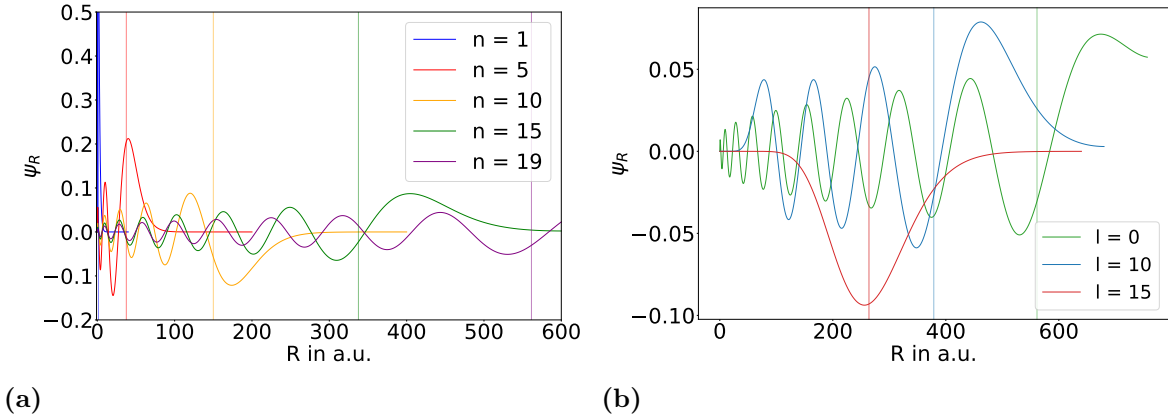 0.5
0.4
0.3
0.2
0.1
0.0
−0.1
−0.2
ψR
0
100
200
300
400
500
600
R in a.u.
n = 1
n = 5
n = 10
n = 15
n = 19
(a)
0.05
0.00
−0.05
−0.10
ψR
0
200
400
600
R in a.u.
l = 0
l = 10
l = 15
(b)